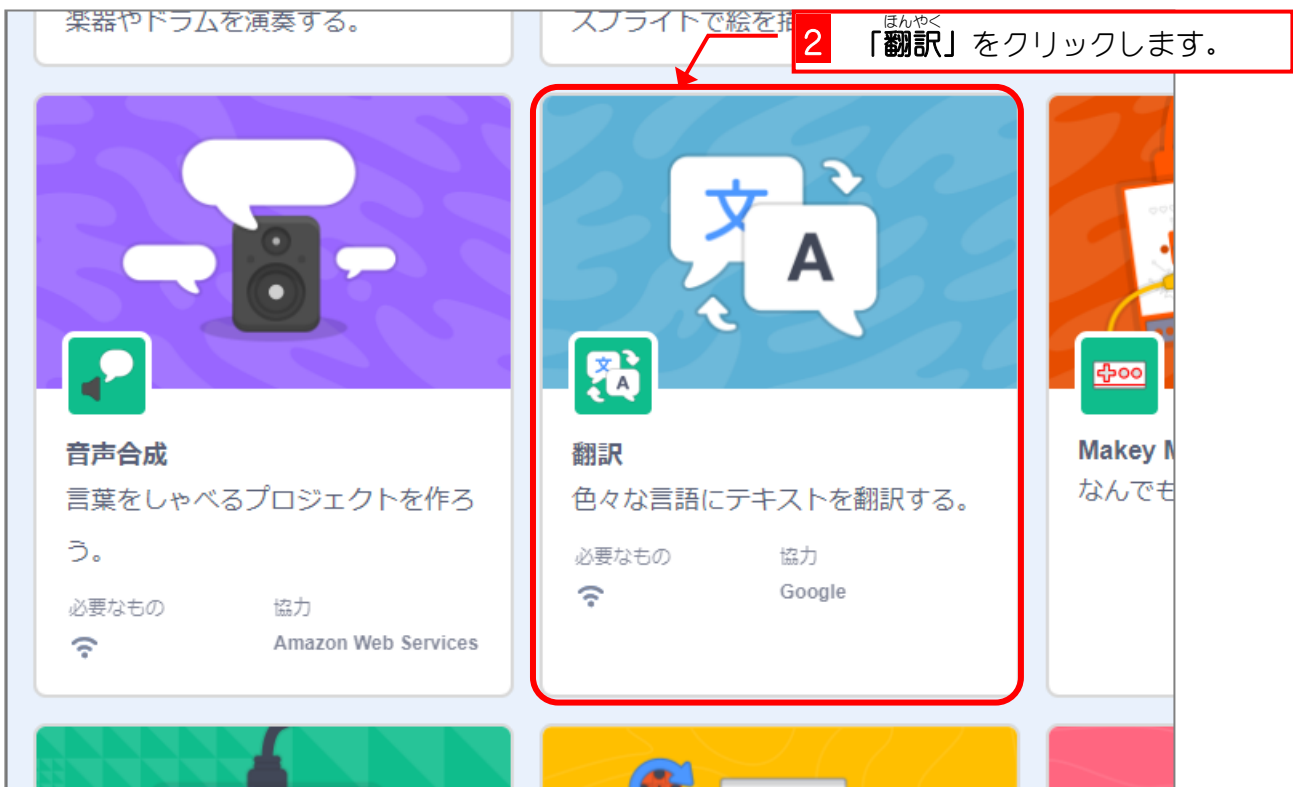 楽器やドラムを演奏する。
スプライトで絵を描
2
ほんやく
「翻訳」をクリックします。
文
A
文
A
音声合成
言葉をしゃべるプロジェクトを作ろ
う。
必要なもの
協力
Amazon Web Services
翻訳
色々な言語にテキストを翻訳する。
必要なもの
協力
Google
Makey
なんでも